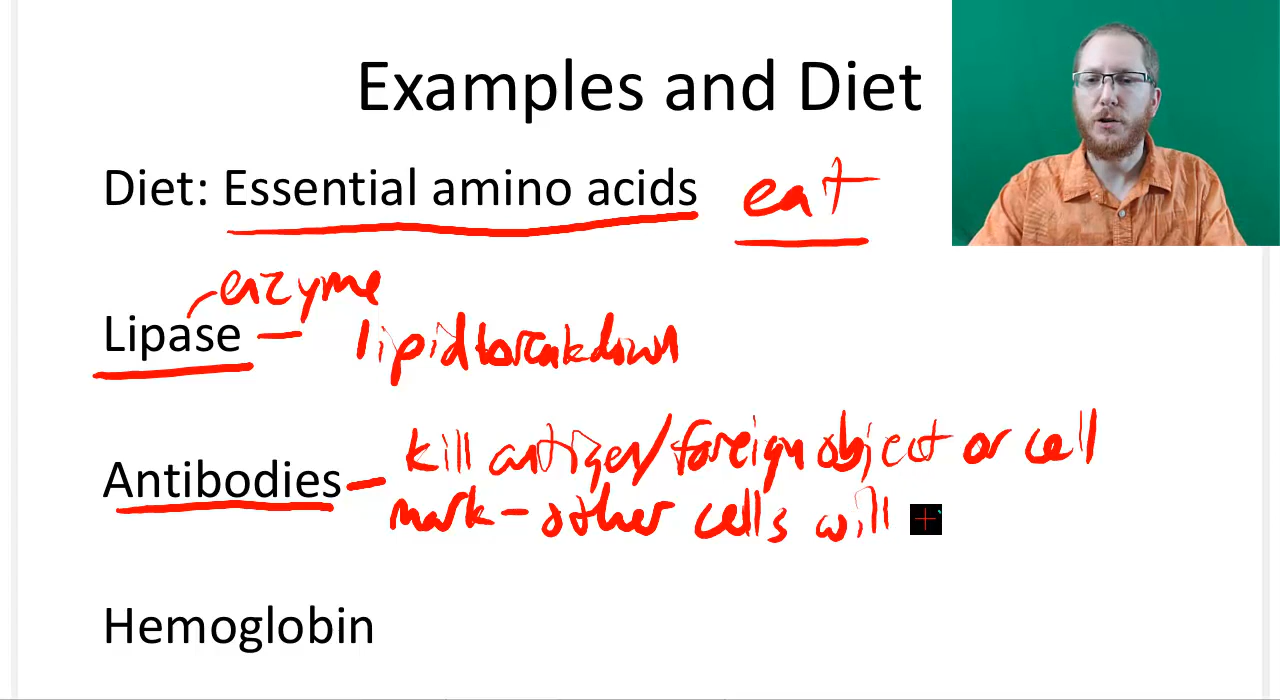 Examples and Diet
Diet: Essential amino acids eat
enzyme
Lipase – lipid breakdown
kill antigen/foreign object or cell
Antibodies –
mark – other cells will
Hemoglobin